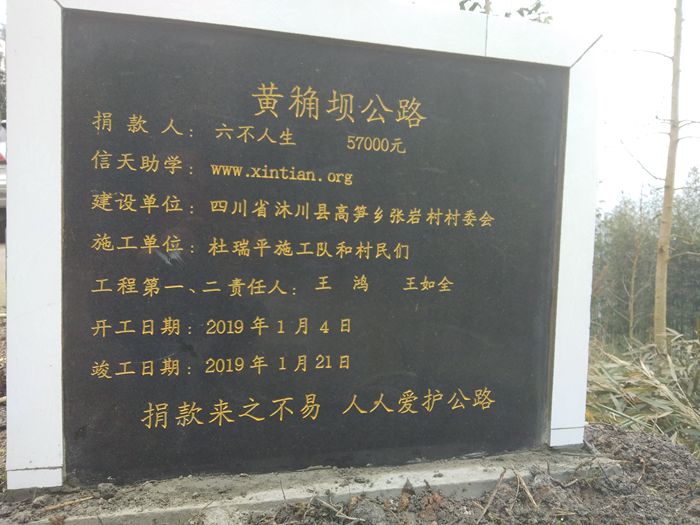 黄桷坝公路
捐款人：六不人生 57000元
信天助学：www.xintian.org
建设单位：四川省沐川县高笋乡张岩村村委会
施工单位：杜瑞平施工队和村民们
工程第一、二责任人：王 鸿 王如全
开工日期：2019年1月4日
竣工日期：2019年1月21日
捐款来之不易 人人爱护公路